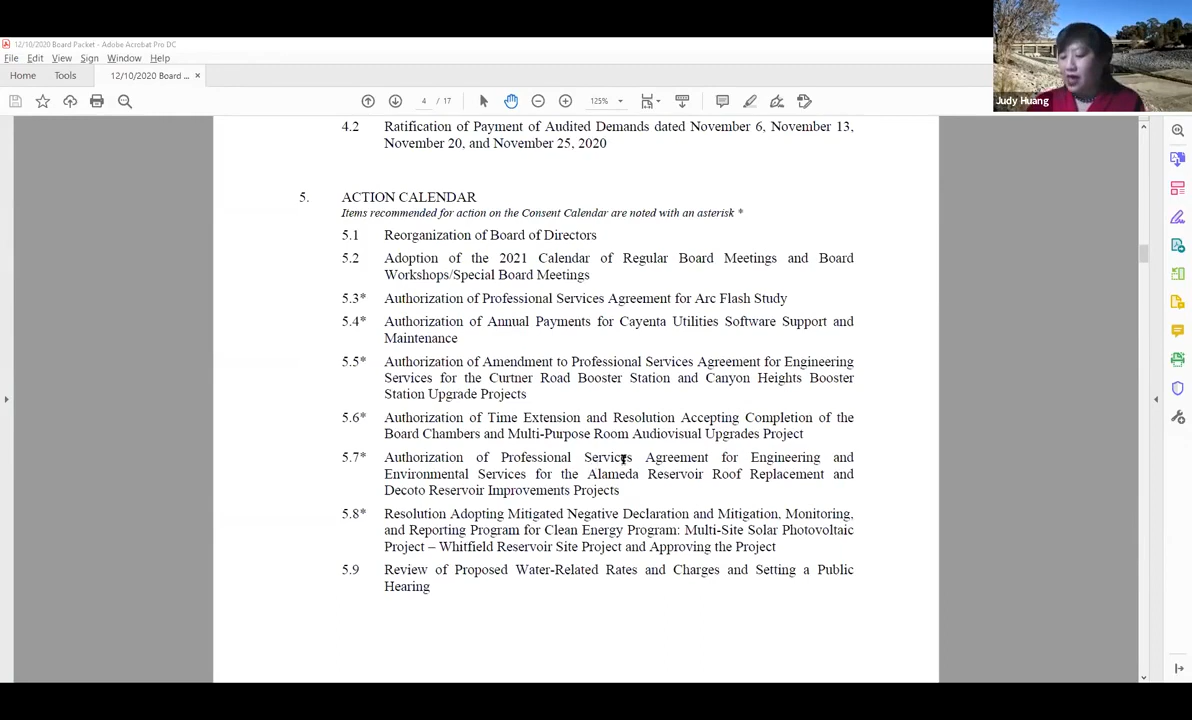 12/10/2020 Board Packet - Adobe Acrobat Pro DC
File Edit View Sign Window Help
Home Tools 12/10/2020 Board ... ×
4 / 17 125%
Judy Huang
4.2 Ratification of Payment of Audited Demands dated November 6, November 13,
November 20, and November 25, 2020
5. ACTION CALENDAR
Items recommended for action on the Consent Calendar are noted with an asterisk *
5.1 Reorganization of Board of Directors
5.2 Adoption of the 2021 Calendar of Regular Board Meetings and Board
Workshops/Special Board Meetings
5.3* Authorization of Professional Services Agreement for Arc Flash Study
5.4* Authorization of Annual Payments for Cayenta Utilities Software Support and
Maintenance
5.5* Authorization of Amendment to Professional Services Agreement for Engineering
Services for the Curtner Road Booster Station and Canyon Heights Booster
Station Upgrade Projects
5.6* Authorization of Time Extension and Resolution Accepting Completion of the
Board Chambers and Multi-Purpose Room Audiovisual Upgrades Project
5.7* Authorization of Professional Services Agreement for Engineering and
Environmental Services for the Alameda Reservoir Roof Replacement and
Decoto Reservoir Improvements Projects
5.8* Resolution Adopting Mitigated Negative Declaration and Mitigation, Monitoring,
and Reporting Program for Clean Energy Program: Multi-Site Solar Photovoltaic
Project – Whitfield Reservoir Site Project and Approving the Project
5.9 Review of Proposed Water-Related Rates and Charges and Setting a Public
Hearing